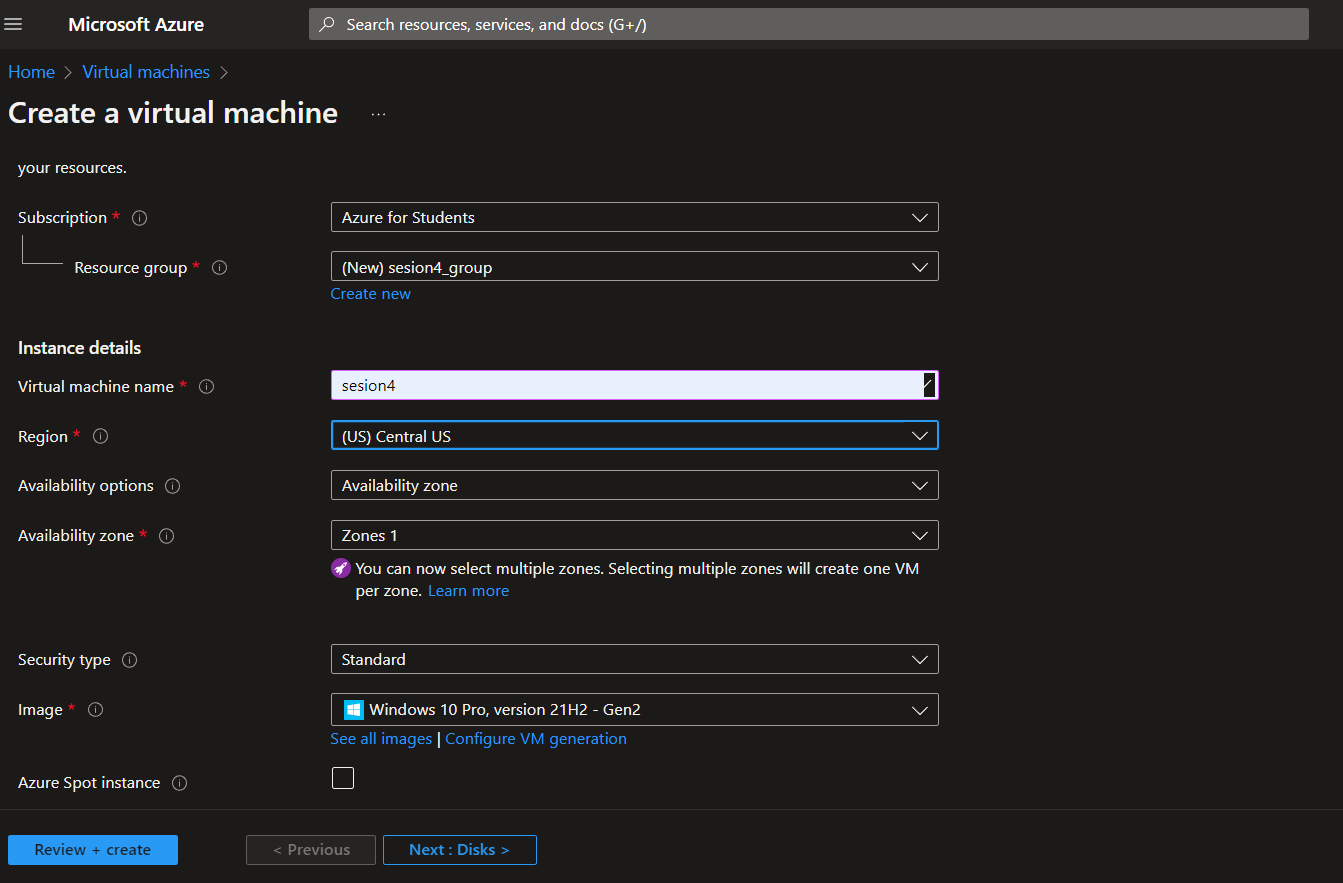 Microsoft Azure
Search resources, services, and docs (G+/)
Home > Virtual machines >
Create a virtual machine ...
your resources.
Subscription *
Azure for Students
Resource group *
(New) sesion4_group
Create new
Instance details
Virtual machine name *
sesion4
Region *
(US) Central US
Availability options
Availability zone
Availability zone *
Zones 1
You can now select multiple zones. Selecting multiple zones will create one VM
per zone. Learn more
Security type
Standard
Image *
Windows 10 Pro, version 21H2 - Gen2
See all images | Configure VM generation
Azure Spot instance
Review + create
< Previous
Next : Disks >